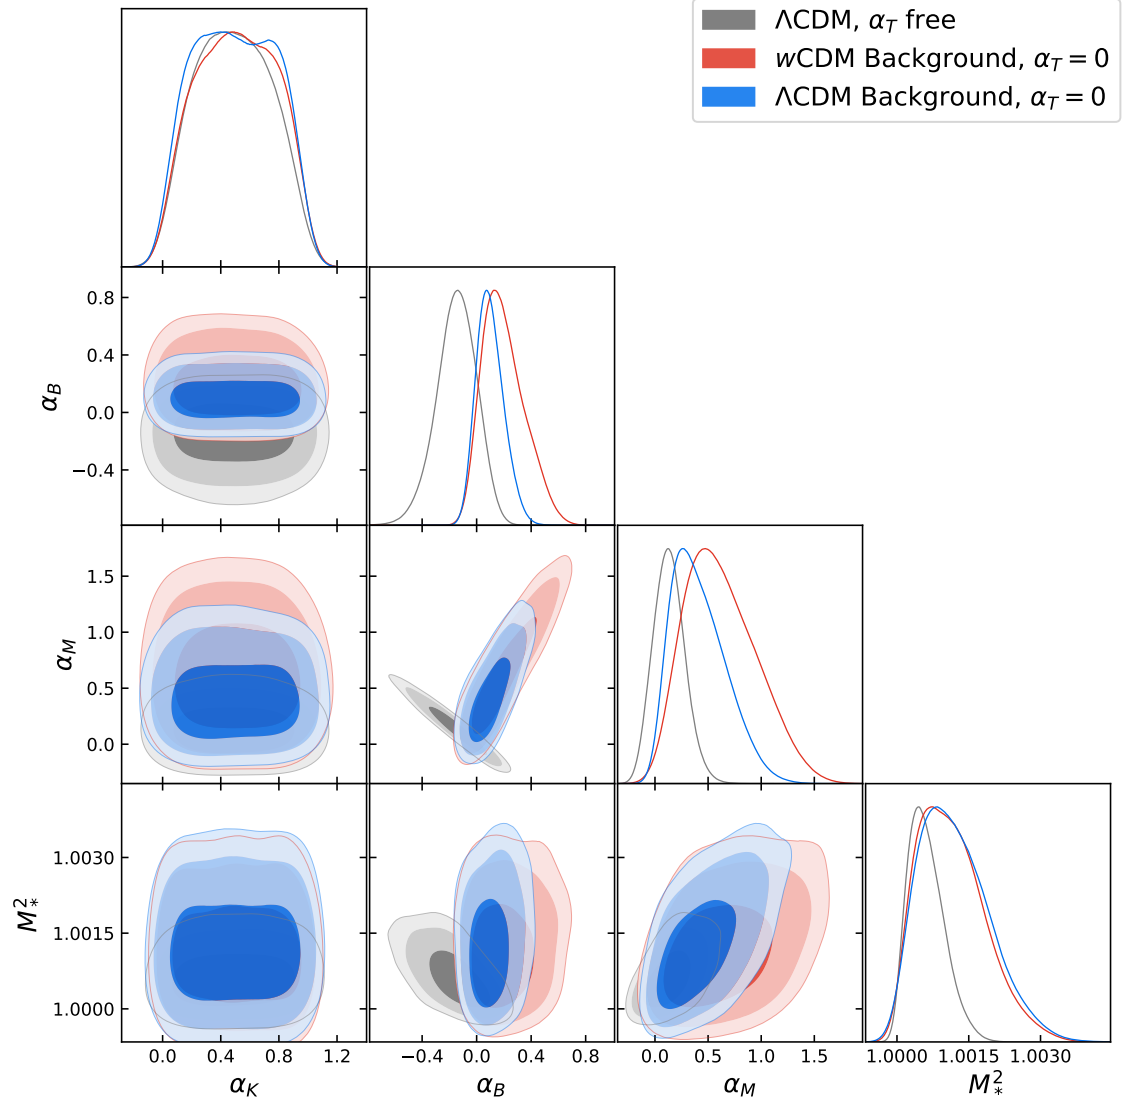 ΛCDM, α_T free
wCDM Background, α_T = 0
ΛCDM Background, α_T = 0
0.8
0.4
0.0
−0.4
α_B
1.5
1.0
0.5
0.0
α_M
1.0030
1.0015
1.0000
M_*^2
0.0 0.4 0.8 1.2
−0.4 0.0 0.4 0.8
0.0 0.5 1.0 1.5
1.0000 1.0015 1.0030
α_K
α_B
α_M
M_*^2